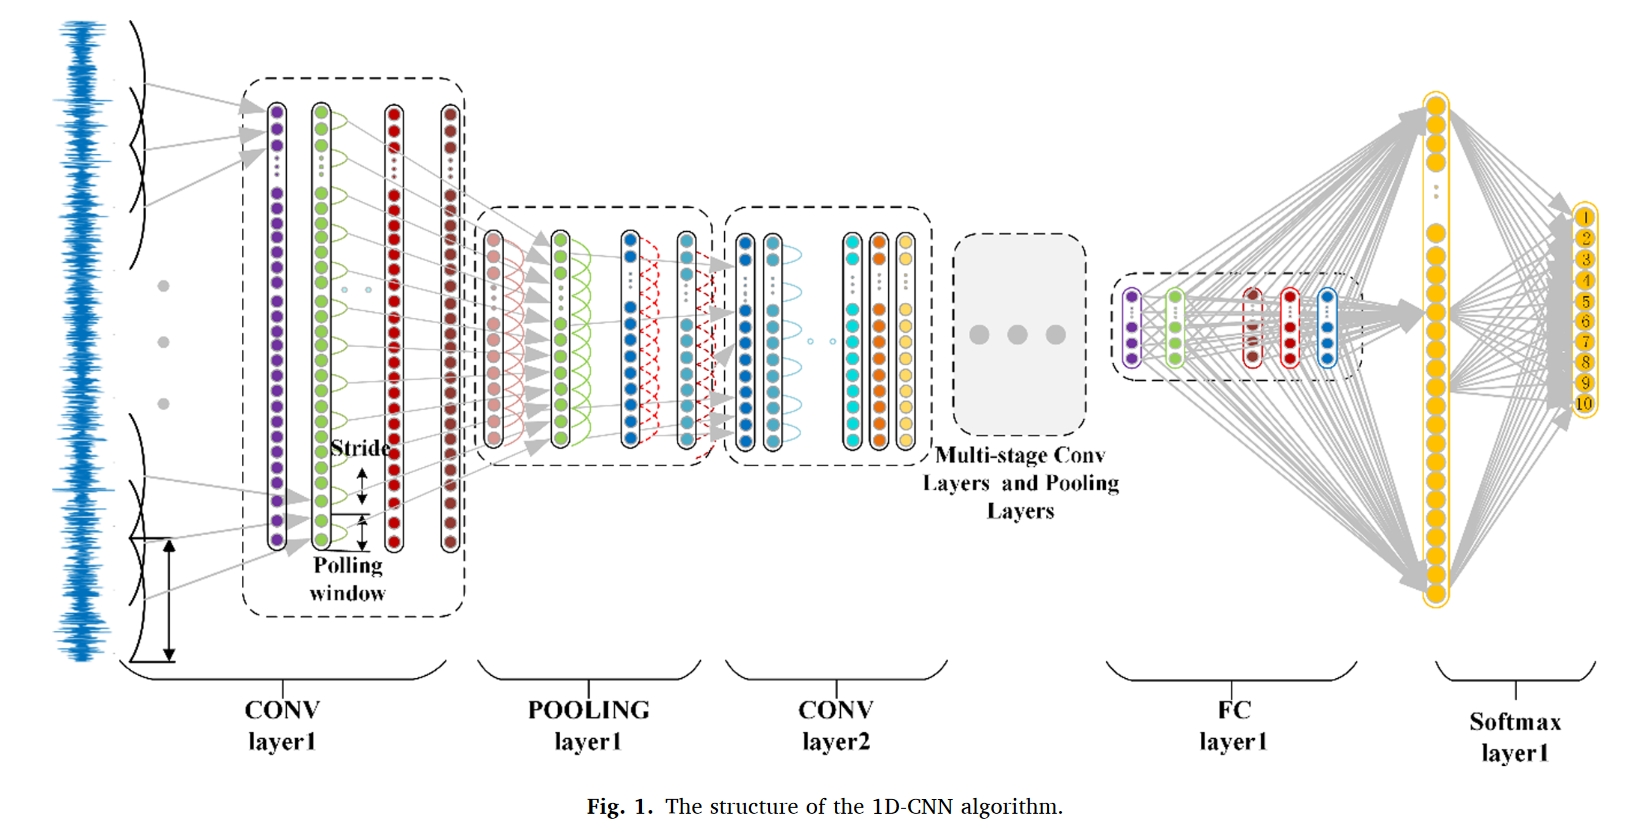 Stride
Polling
window
Multi-stage Conv
Layers and Pooling
Layers
1
2
3
4
5
6
7
8
9
10
CONV
layer1
POOLING
layer1
CONV
layer2
FC
layer1
Softmax
layer1
Fig. 1. The structure of the 1D-CNN algorithm.